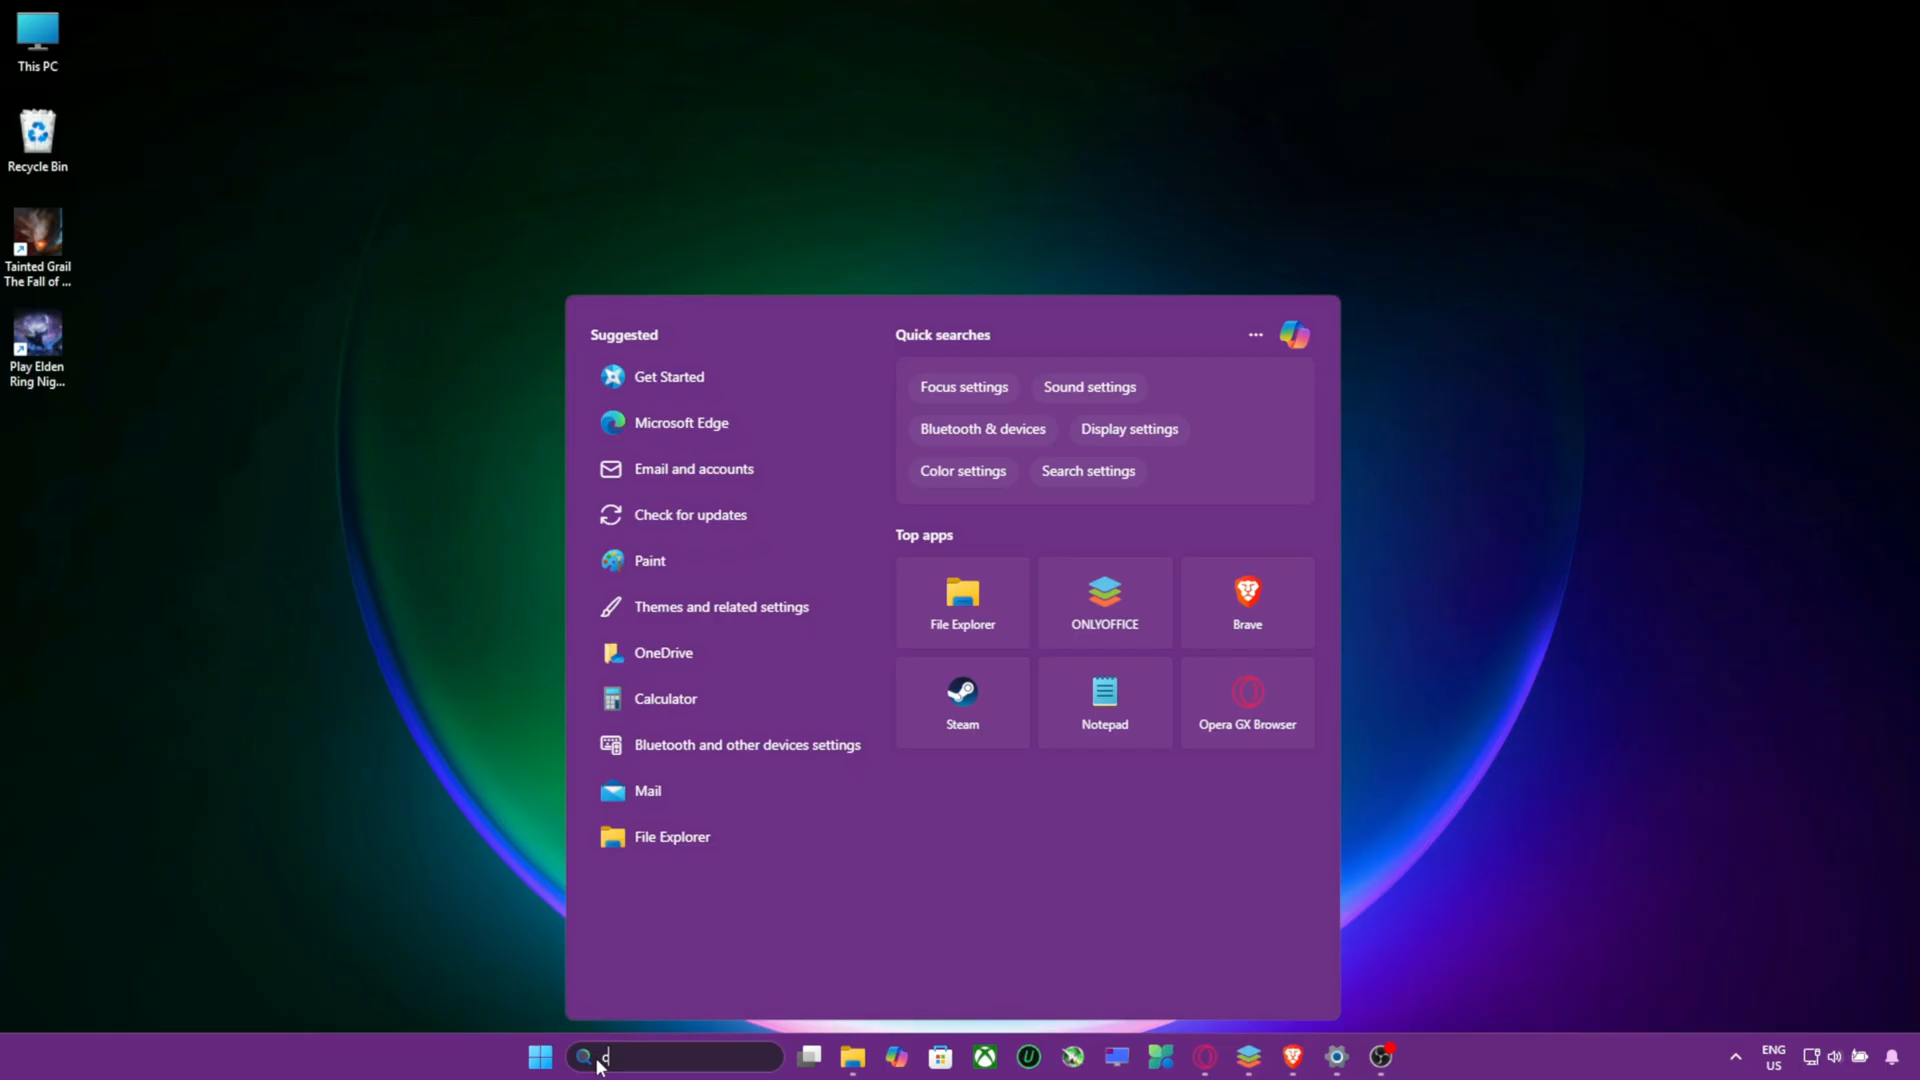 This PC
Recycle Bin
Tainted Grail
The Fall of ...
Play Elden
Ring Nig...
Suggested
Get Started
Microsoft Edge
Email and accounts
Check for updates
Paint
Themes and related settings
OneDrive
Calculator
Bluetooth and other devices settings
Mail
File Explorer
Quick searches
Focus settings
Sound settings
Bluetooth & devices
Display settings
Color settings
Search settings
Top apps
File Explorer
ONLYOFFICE
Brave
Steam
Notepad
Opera GX Browser
c
ENG
US